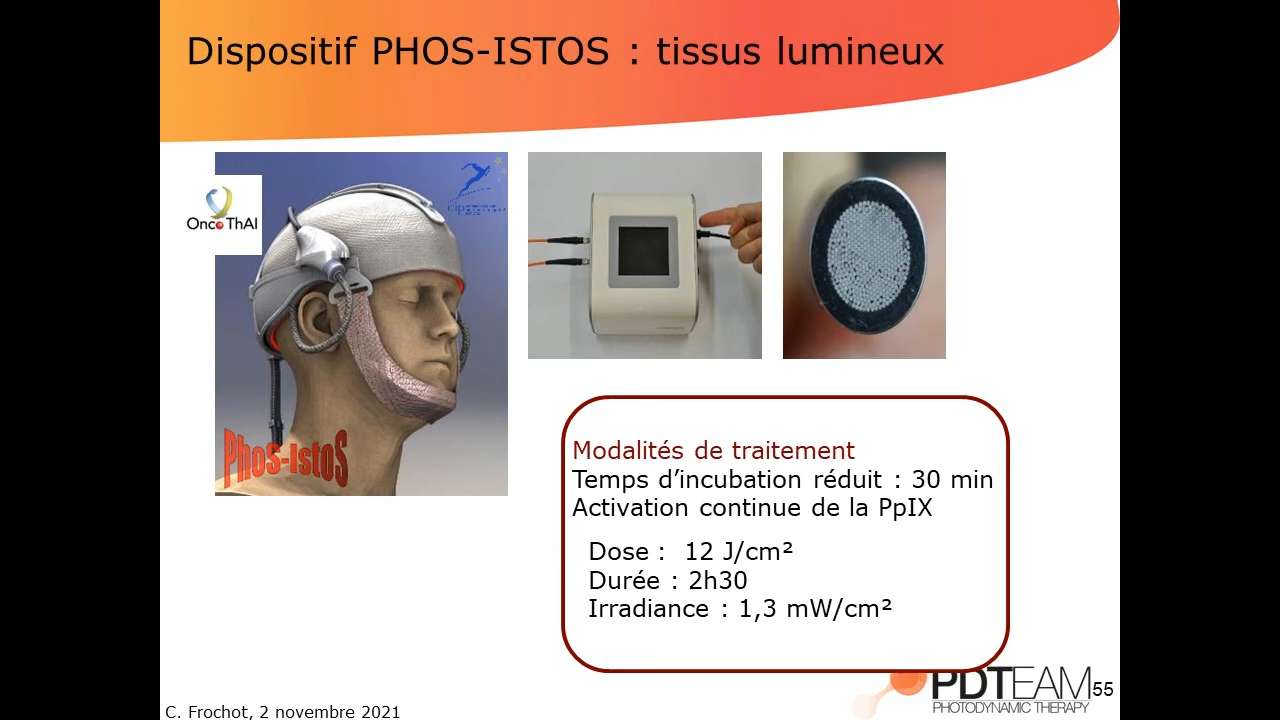 Dispositif PHOS-ISTOS : tissus lumineux
OncoThAI
Phos-IstoS
Modalités de traitement
Temps d’incubation réduit : 30 min
Activation continue de la PpIX
Dose : 12 J/cm²
Durée : 2h30
Irradiance : 1,3 mW/cm²
PDTEAM
PHOTODYNAMIC THERAPY
55
C. Frochot, 2 novembre 2021